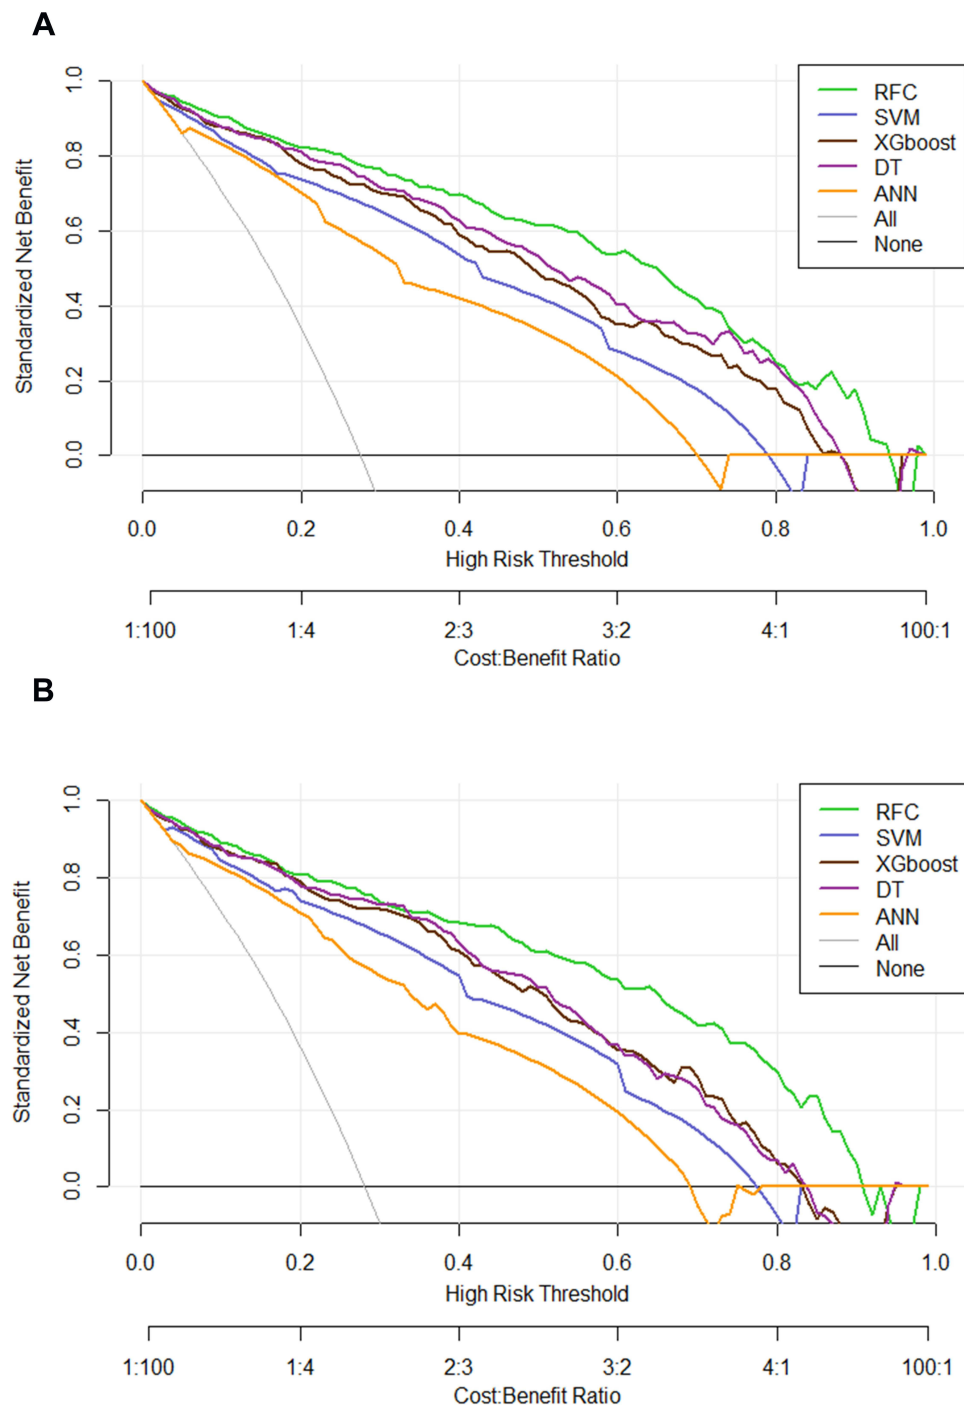 A
1.0
0.8
0.6
0.4
0.2
0.0
Standardized Net Benefit
RFC
SVM
XGboost
DT
ANN
All
None
0.0 0.2 0.4 0.6 0.8 1.0
High Risk Threshold
1:100 1:4 2:3 3:2 4:1 100:1
Cost:Benefit Ratio
B
1.0
0.8
0.6
0.4
0.2
0.0
Standardized Net Benefit
RFC
SVM
XGboost
DT
ANN
All
None
0.0 0.2 0.4 0.6 0.8 1.0
High Risk Threshold
1:100 1:4 2:3 3:2 4:1 100:1
Cost:Benefit Ratio